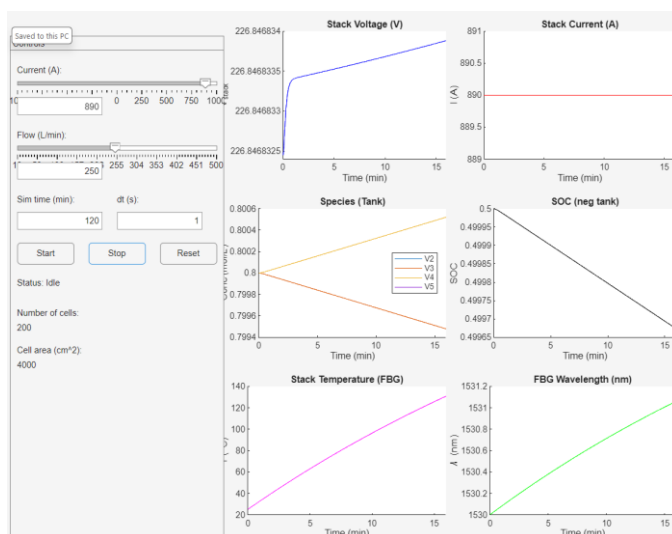 Saved to this PC
Controls
Current (A):
0 250 500 750 1000
890
Flow (L/min):
255 304 353 402 451 500
250
Sim time (min):
dt (s):
120
1
Start
Stop
Reset
Status: Idle
Number of cells:
200
Cell area (cm^2):
4000
Stack Voltage (V)
226.846834
226.8468335
226.846833
226.8468325
0 5 10 15
Time (min)
Stack Current (A)
I (A)
891
890.5
890
889.5
889
0 5 10 15
Time (min)
Species (Tank)
0.8006
0.8002
0.8
0.7998
0.7996
0.7994
V2
V3
V4
V5
0 5 10 15
Time (min)
SOC (neg tank)
SOC
0.5
0.49995
0.4999
0.49985
0.4998
0.49975
0.4997
0.49965
0 5 10 15
Time (min)
Stack Temperature (FBG)
140
120
100
80
60
40
20
0 5 10 15
Time (min)
FBG Wavelength (nm)
λ (nm)
1531.2
1531
1530.8
1530.6
1530.4
1530.2
1530
0 5 10 15
Time (min)